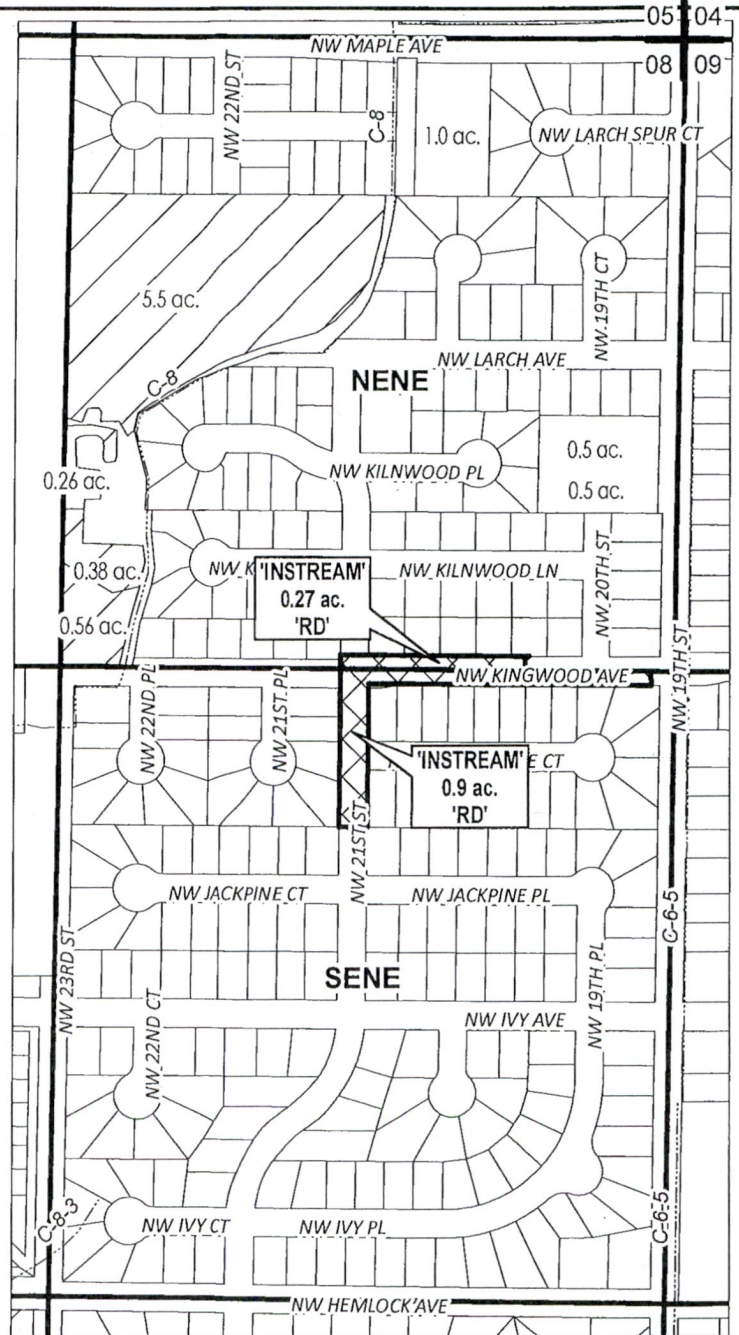 05 04
NW MAPLE AVE
08 09
NW 22ND ST
C-8
1.0 ac.
NW LARCH SPUR CT
5.5 ac.
NW 19TH CT
NW LARCH AVE
C-8
NENE
NW KILNWOOD PL
0.5 ac.
0.5 ac.
0.26 ac.
0.38 ac.
0.56 ac.
NW K
'INSTREAM'
0.27 ac.
'RD'
NW KILNWOOD LN
NW 20TH ST
NW 19TH ST
NW KINGWOOD AVE
NW 22ND PL
NW 21ST PL
'INSTREAM'
0.9 ac.
'RD'
E CT
NW 21ST ST
NW JACKPINE CT
NW JACKPINE PL
C-6-5
NW 23RD ST
SENE
NW 22ND CT
NW IVY AVE
NW 19TH PL
C-8-3
NW IVY CT
NW IVY PL
C-6-5
NW HEMLOCK AVE